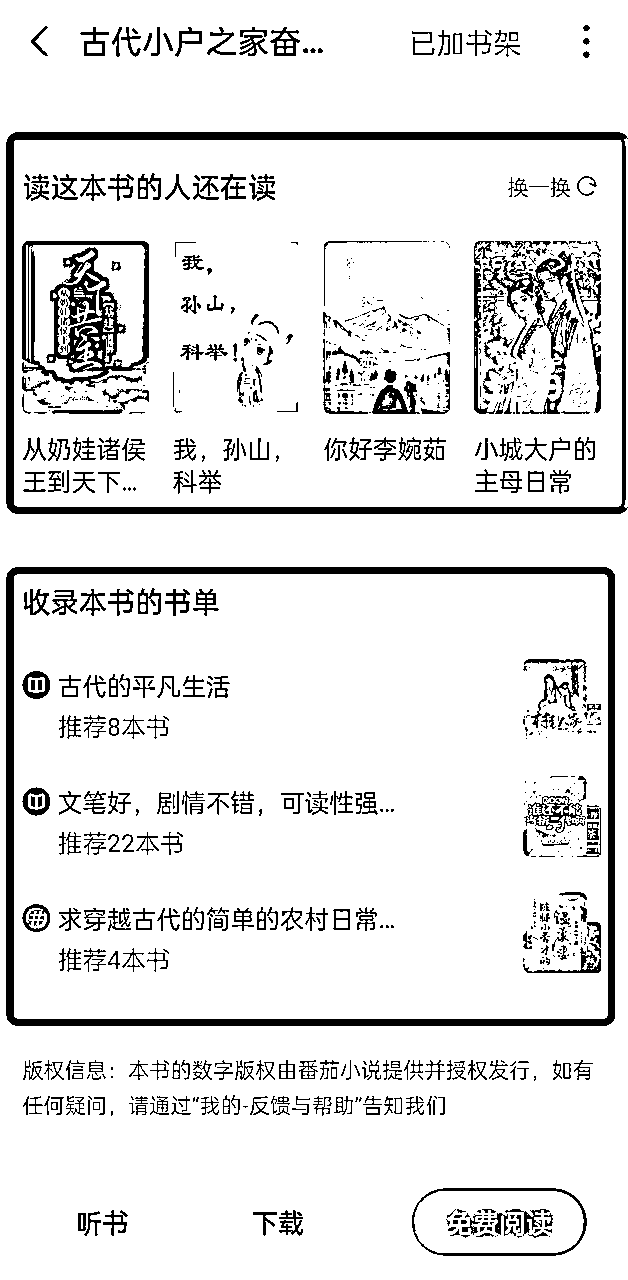 古代小户之家奋...
已加书架
读这本书的人还在读
换一换
我，
孙山，
科举！
从奶娃诸侯
王到天下...
我，孙山，
科举
你好李婉茹
小城大户的
主母日常
收录本书的书单
古代的平凡生活
推荐8本书
文笔好，剧情不错，可读性强...
推荐22本书
求穿越古代的简单的农村日常...
推荐4本书
版权信息：本书的数字版权由番茄小说提供并授权发行，如有
任何疑问，请通过“我的-反馈与帮助”告知我们
听书
下载
免费阅读